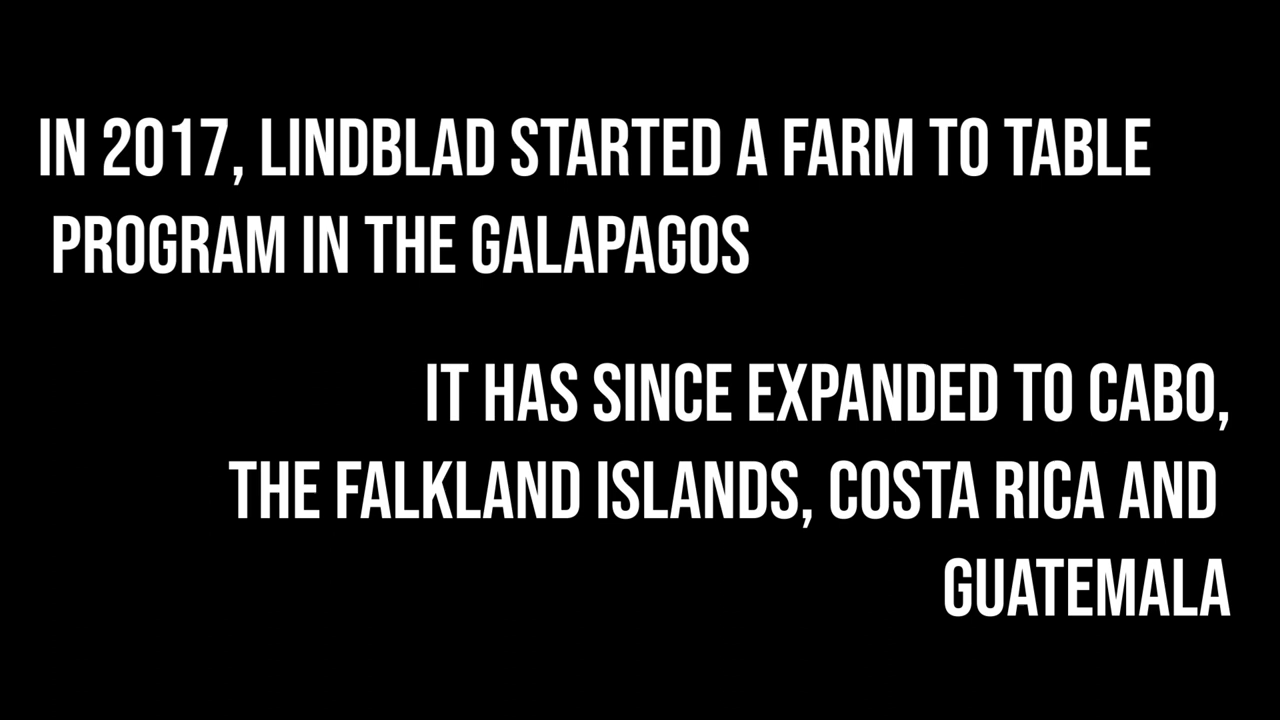 IN 2017, LINDBLAD STARTED A FARM TO TABLE
PROGRAM IN THE GALAPAGOS
IT HAS SINCE EXPANDED TO CABO,
THE FALKLAND ISLANDS, COSTA RICA AND
GUATEMALA